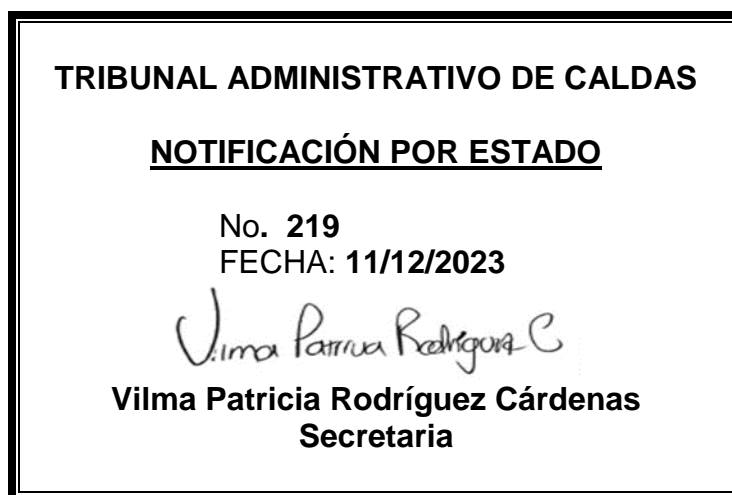 TRIBUNAL ADMINISTRATIVO DE CALDAS
NOTIFICACIÓN POR ESTADO
No. 219
FECHA: 11/12/2023
Vilma Patricia Rodríguez C
Vilma Patricia Rodríguez Cárdenas
Secretaria